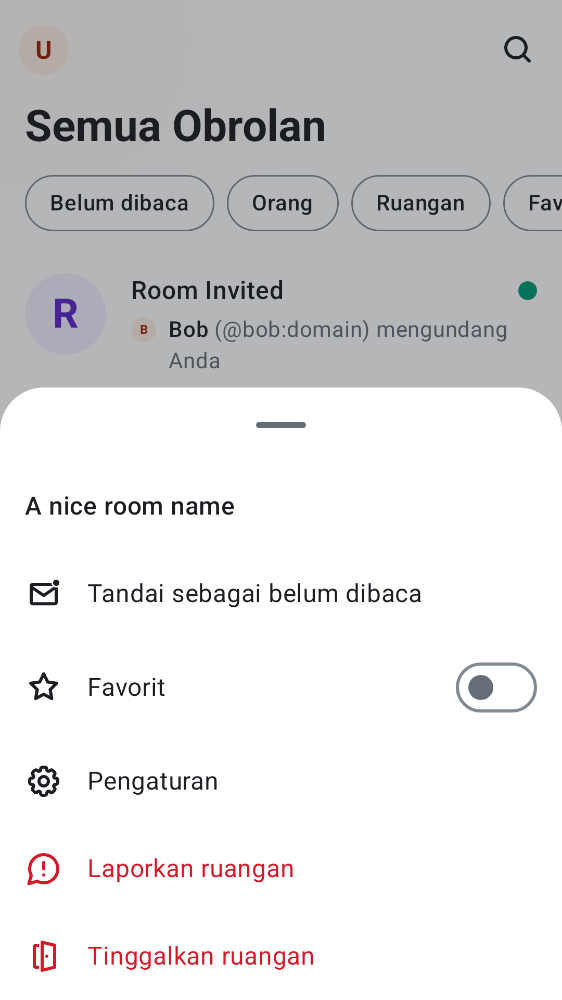 U
Semua Obrolan
Belum dibaca
Orang
Ruangan
Fav
R
Room Invited
B
Bob (@bob:domain) mengundang
Anda
A nice room name
Tandai sebagai belum dibaca
Favorit
Pengaturan
Laporkan ruangan
Tinggalkan ruangan